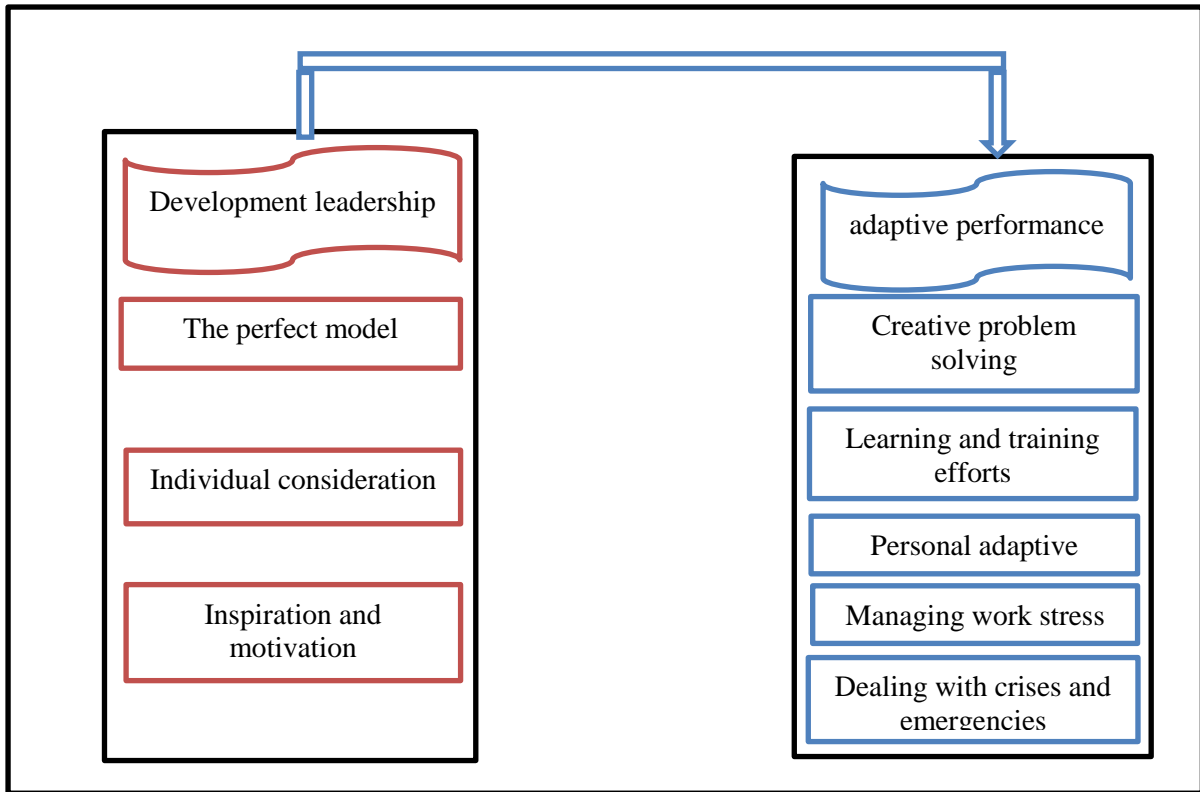 Development leadership
The perfect model
Individual consideration
Inspiration and
motivation
adaptive performance
Creative problem
solving
Learning and training
efforts
Personal adaptive
Managing work stress
Dealing with crises and
emergencies